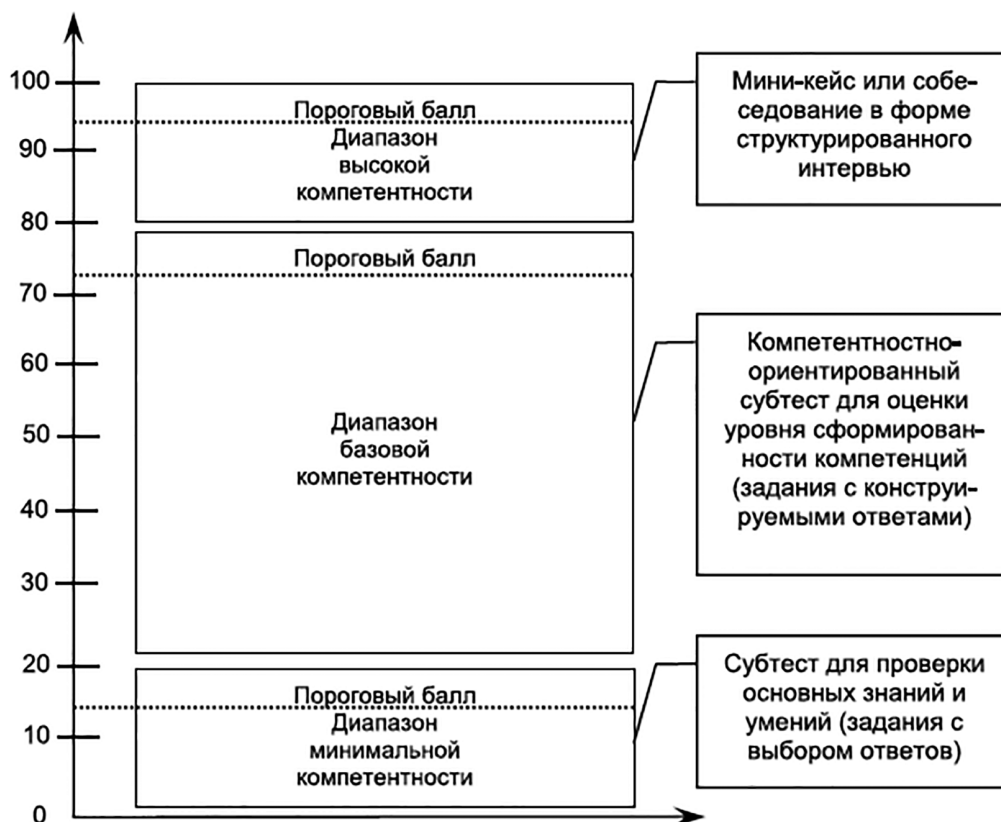 100
90
80
70
60
50
40
30
20
10
0
Пороговый балл
Диапазон
высокой
компетентности
Пороговый балл
Диапазон
базовой
компетентности
Пороговый балл
Диапазон
минимальной
компетентности
Мини-кейс или собе-
седование в форме
структурированного
интервью
Компетентностно-
ориентированный
субтест для оценки
уровня сформирован-
ности компетенций
(задания с конструи-
руемыми ответами)
Субтест для проверки
основных знаний и
умений (задания с
выбором ответов)